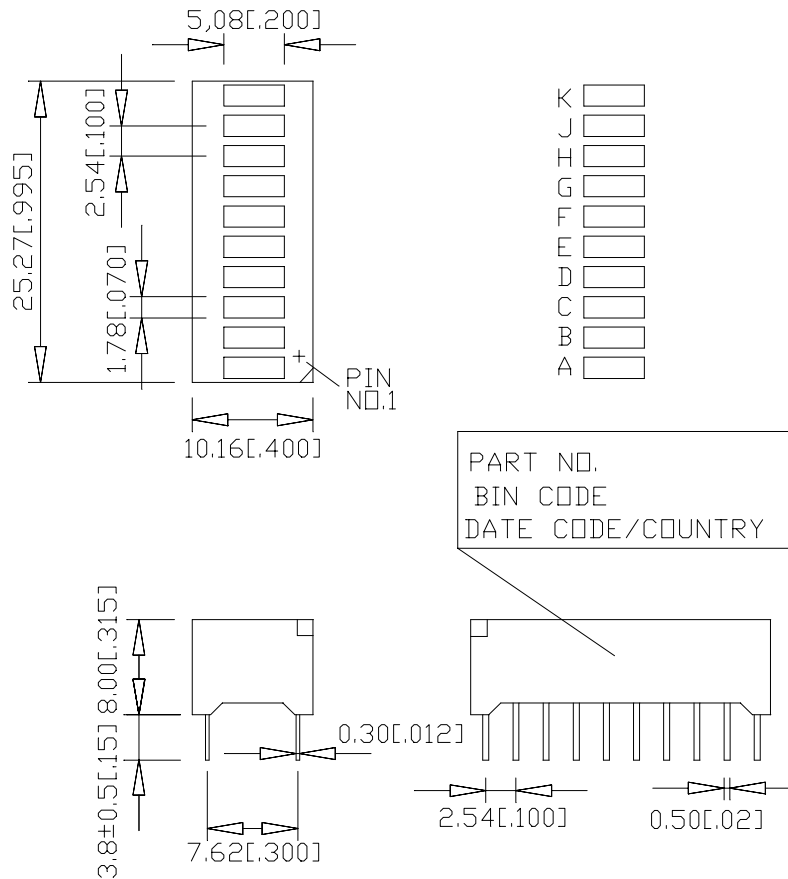 5,08[.200]
25.27[.995]
2.54[.100]
1.78[.070]
PIN
NO.1
10.16[.400]
K
J
H
G
F
E
D
C
B
A
PART NO.
BIN CODE
DATE CODE/COUNTRY
8.00[.315]
3.8±0.5[.15]
0.30[.012]
7.62[.300]
2.54[.100]
0.50[.02]